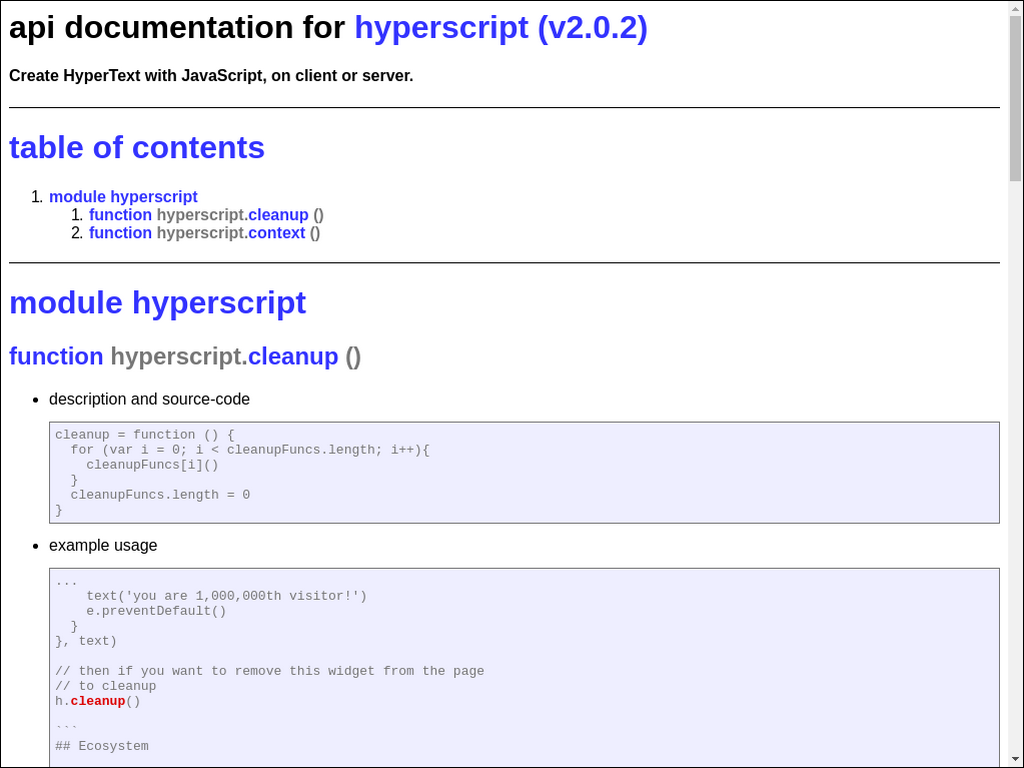 api documentation for hyperscript (v2.0.2)
Create HyperText with JavaScript, on client or server.
table of contents
1. module hyperscript
1. function hyperscript.cleanup ()
2. function hyperscript.context ()
module hyperscript
function hyperscript.cleanup ()
• description and source-code
cleanup = function () {
  for (var i = 0; i < cleanupFuncs.length; i++){
    cleanupFuncs[i]()
  }
  cleanupFuncs.length = 0
}
• example usage
...
    text('you are 1,000,000th visitor!')
    e.preventDefault()
  }
}, text)
// then if you want to remove this widget from the page
// to cleanup
h.cleanup()
```
## Ecosystem